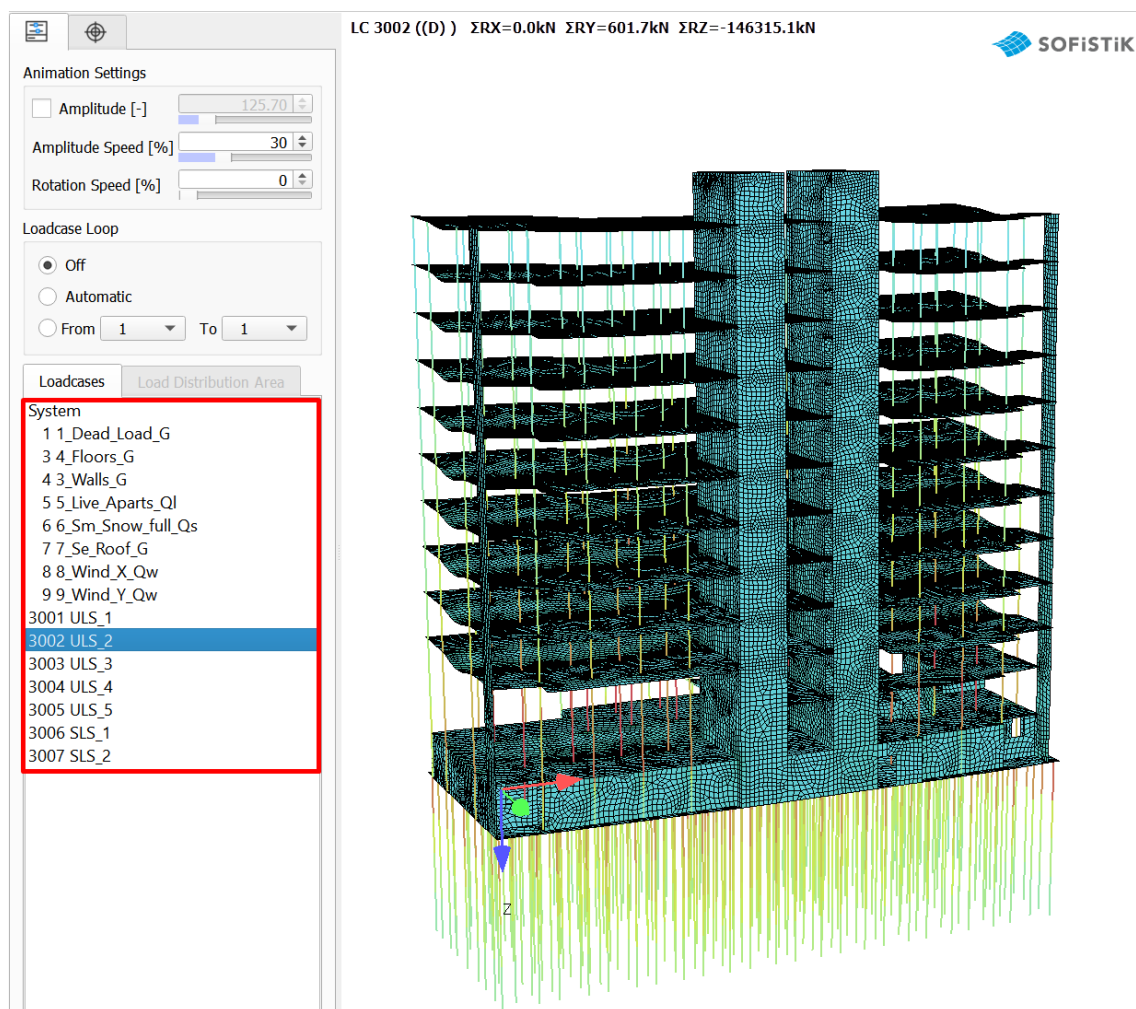 LC 3002 ((D) ) ΣRX=0.0kN ΣRY=601.7kN ΣRZ=-146315.1kN
SOFiSTiK
Animation Settings
Amplitude [-] 125.70
Amplitude Speed [%] 30
Rotation Speed [%] 0
Loadcase Loop
Off
Automatic
From 1 To 1
Loadcases Load Distribution Area
System
1 1_Dead_Load_G
3 4_Floors_G
4 3_Walls_G
5 5_Live_Aparts_Ql
6 6_Sm_Snow_full_Qs
7 7_Se_Roof_G
8 8_Wind_X_Qw
9 9_Wind_Y_Qw
3001 ULS_1
3002 ULS_2
3003 ULS_3
3004 ULS_4
3005 ULS_5
3006 SLS_1
3007 SLS_2
Z